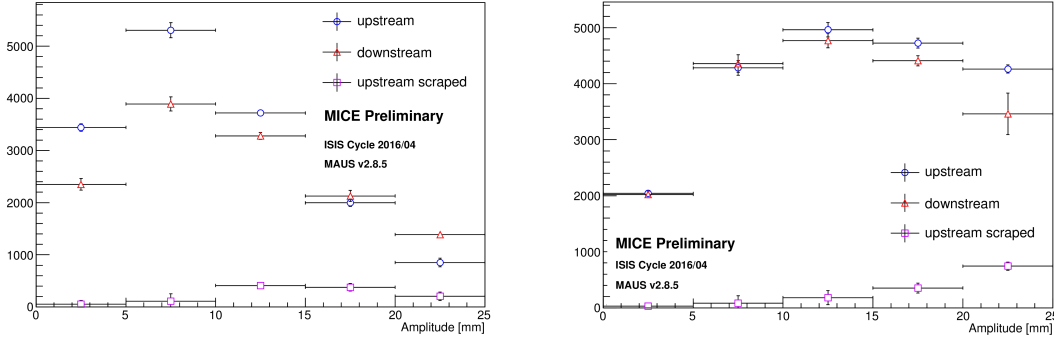 upstream
5000
downstream
upstream scraped
4000
MICE Preliminary
ISIS Cycle 2016/04
3000
MAUS v2.8.5
2000
1000
0
0 5 10 15 20 25
Amplitude [mm]
5000
4000
3000
upstream
2000
downstream
upstream scraped
MICE Preliminary
ISIS Cycle 2016/04
1000
MAUS v2.8.5
0
0 5 10 15 20 25
Amplitude [mm]